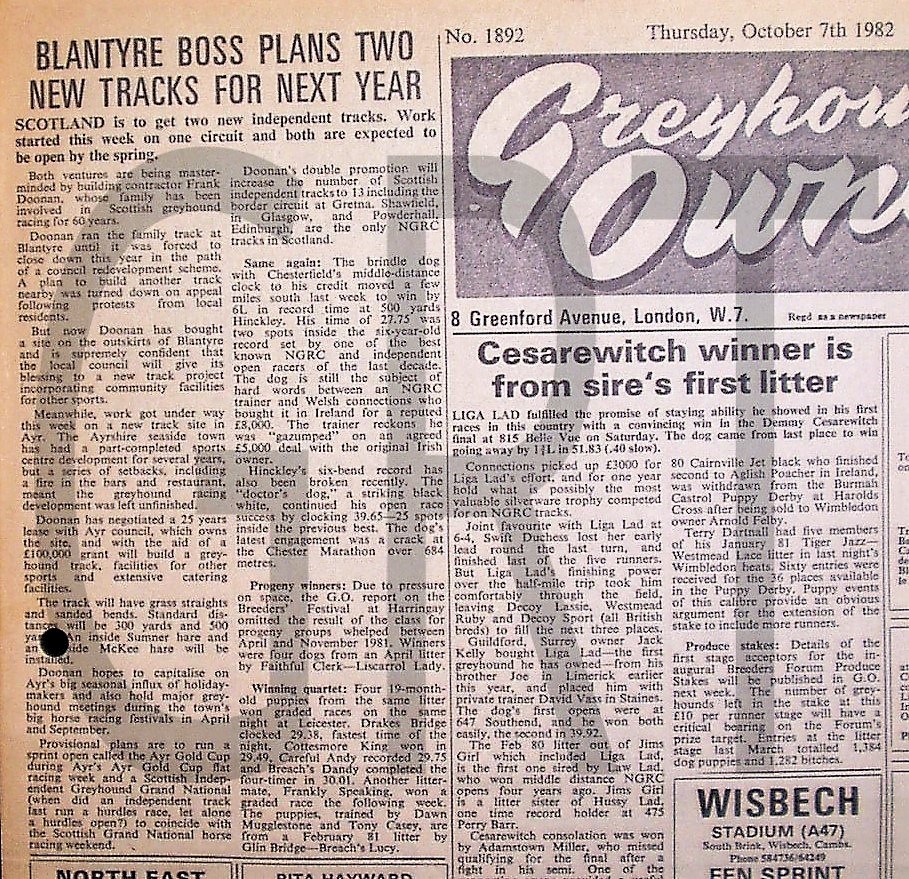 BLANTYRE BOSS PLANS TWO
NEW TRACKS FOR NEXT YEAR
SCOTLAND is to get two new independent tracks. Work
started this week on one circuit and both are expected to
be open by the spring.
Both ventures are being master-
minded by building contractor Frank
Doonan, whose family has been
involved in Scottish greyhound
racing for 60 years.
Doonan ran the family track at
Blantyre until it was forced to
close down this year in the path
of a council redevelopment scheme.
A plan to build another track
nearby was turned down on appeal
following protests from local
residents.
But now Doonan has bought
a site on the outskirts of Blantyre
and is supremely confident that
the local council will give its
blessing to a new track project
incorporating community facilities
for other sports.
Meanwhile, work got under way
this week on a new track site in
Ayr. The Ayrshire seaside town
has had a part-completed sports
centre development for several years,
but a series of setbacks, including
a fire in the bars and restaurant,
meant the greyhound racing
development was left unfinished.
Doonan has negotiated a 25 years
lease with Ayr council, which owns
the site, and with the aid of a
£100,000 grant will build a grey-
hound track, facilities for other
sports and extensive catering
facilities.
The track will have grass straights
and sanded bends. Standard dis-
tances will be 300 yards and 500
An inside Sumner hare and
an McKee hare will be
installed.
Doonan hopes to capitalise on
Ayr's big seasonal influx of holiday-
makers and also hold major grey-
hound meetings during the town's
big horse racing festivals in April
and September.
Provisional plans are to run a
sprint open called the Ayr Gold Cup
during Ayr's Ayr Gold Cup flat
racing week and a Scottish Indep-
endent Greyhound Grand National
(when did an independent track
last run a hurdles race, let alone
a hurdles open?) to coincide with
the Scottish Grand National horse
racing weekend.
Doonan's double promotion will
increase the number of Scottish
independent tracks to 13 including the
border circuit at Gretna. Shawfield,
in Glasgow, and Powderhall,
Edinburgh, are the only NGRC
tracks in Scotland.
Same again: The brindle dog
with Chesterfield's middle-distance
clock to his credit moved a few
miles south last week to win by
6L in record time at 500 yards
Hinckley. His time of 27.75 was
two spots inside the six-year-old
record set by one of the best
known NGRC and independent
open racers of the last decade.
The dog is still the subject of
hard words between an NGRC
trainer and Welsh connections who
bought it in Ireland for a reputed
£8,000. The trainer reckons he
was "gazumped" on an agreed
£5,000 deal with the original Irish
owner.
Hinckley's six-bend record has
also been broken recently. The
"doctor's dog," a striking black
white, continued his open race
success by clocking 39.65—25 spots
inside the previous best. The dog's
latest engagement was a crack at
the Chester Marathon over 684
metres.
Progeny winners: Due to pressure
on space, the G.O. report on the
Breeders' Festival at Harringay
omitted the result of the class for
progeny groups whelped between
April and November 1981. Winners
were four dogs from an April litter
by Faithful Clerk—Liscarrol Lady.
Winning quartet: Four 19-month-
old puppies from the same litter
won graded races on the same
night at Leicester. Drakes Bridge
clocked 29.38, fastest time of the
night, Cottesmore King won in
29.49, Careful Andy recorded 29.75
and Breach's Dandy completed the
four-timer in 30.01. Another litter-
mate, Frankly Speaking, won a
graded race the following week.
The puppies, trained by Dawn
Mugglestone and Tony Casey, are
from a February 81 litter by
Glin Bridge—Breach's Lucy.
No. 1892
Thursday, October 7th 1982
Greyhou
Own
8 Greenford Avenue, London, W.7.
Regd as a newspaper
Cesarewitch winner is
from sire's first litter
LIGA LAD fulfilled the promise of staying ability he showed in his first
races in this country with a convincing win in the Demmy Cesarewitch
final at 815 Belle Vue on Saturday. The dog came from last place to win
going away by 1½L in 51.83 (.40 slow).
Connections picked up £3000 for
Liga Lad's effort, and for one year
hold what is possibly the most
valuable silverware trophy competed
for on NGRC tracks.
Joint favourite with Liga Lad at
6-4, Swift Duchess lost her early
lead round the last turn, and
finished last of the five runners.
But Liga Lad's finishing power
over the half-mile trip took him
comfortably through the field,
leaving Decoy Lassie, Westmead
Ruby and Decoy Sport (all British
breds) to fill the next three places.
Guildford, Surrey owner Jack
Kelly bought Liga Lad—the first
greyhound he has owned—from his
brother Joe in Limerick earlier
this year, and placed him with
private trainer David Vass in Staines.
The dog's first opens were at
647 Southend, and he won both
easily, the second in 39.92.
The Feb 80 litter out of Jims
Girl which included Liga Lad,
is the first one sired by Law Lad,
who won middle distance NGRC
opens four years ago. Jims Girl
is a litter sister of Hussy Lad,
one time record holder at 475
Perry Barr.
Cesarewitch consolation was won
by Adamstown Miller, who missed
qualifying for the final after a
fight in his semi. One of the
80 Cairnville Jet black who finished
second to Aglish Poacher in Ireland,
was withdrawn from the Burmah
Castrol Puppy Derby at Harolds
Cross after being sold to Wimbledon
owner Arnold Felby.
Terry Dartnall had five members
of his January 81 Tiger Jazz—
Westmead Lace litter in last night's
Wimbledon heats. Sixty entries were
received for the 36 places available
in the Puppy Derby. Puppy events
of this calibre provide an obvious
argument for the extension of the
stake to include more runners.
Produce stakes: Details of the
first stage acceptors for the in-
augural Breeders Forum Produce
Stakes will be published in G.O.
next week. The number of grey-
hounds left in the stake at this
£10 per runner stage will have a
critical bearing on the Forum's
prize target. Entries at the litter
stage last March totalled 1,384
dog puppies and 1,282 bitches.
WISBECH
STADIUM (A47)
South Brink, Wisbech, Cambs.
Phone 584736/64249
FEN SPRINT
NORTH EAST
RITA HAYWARD
GRT